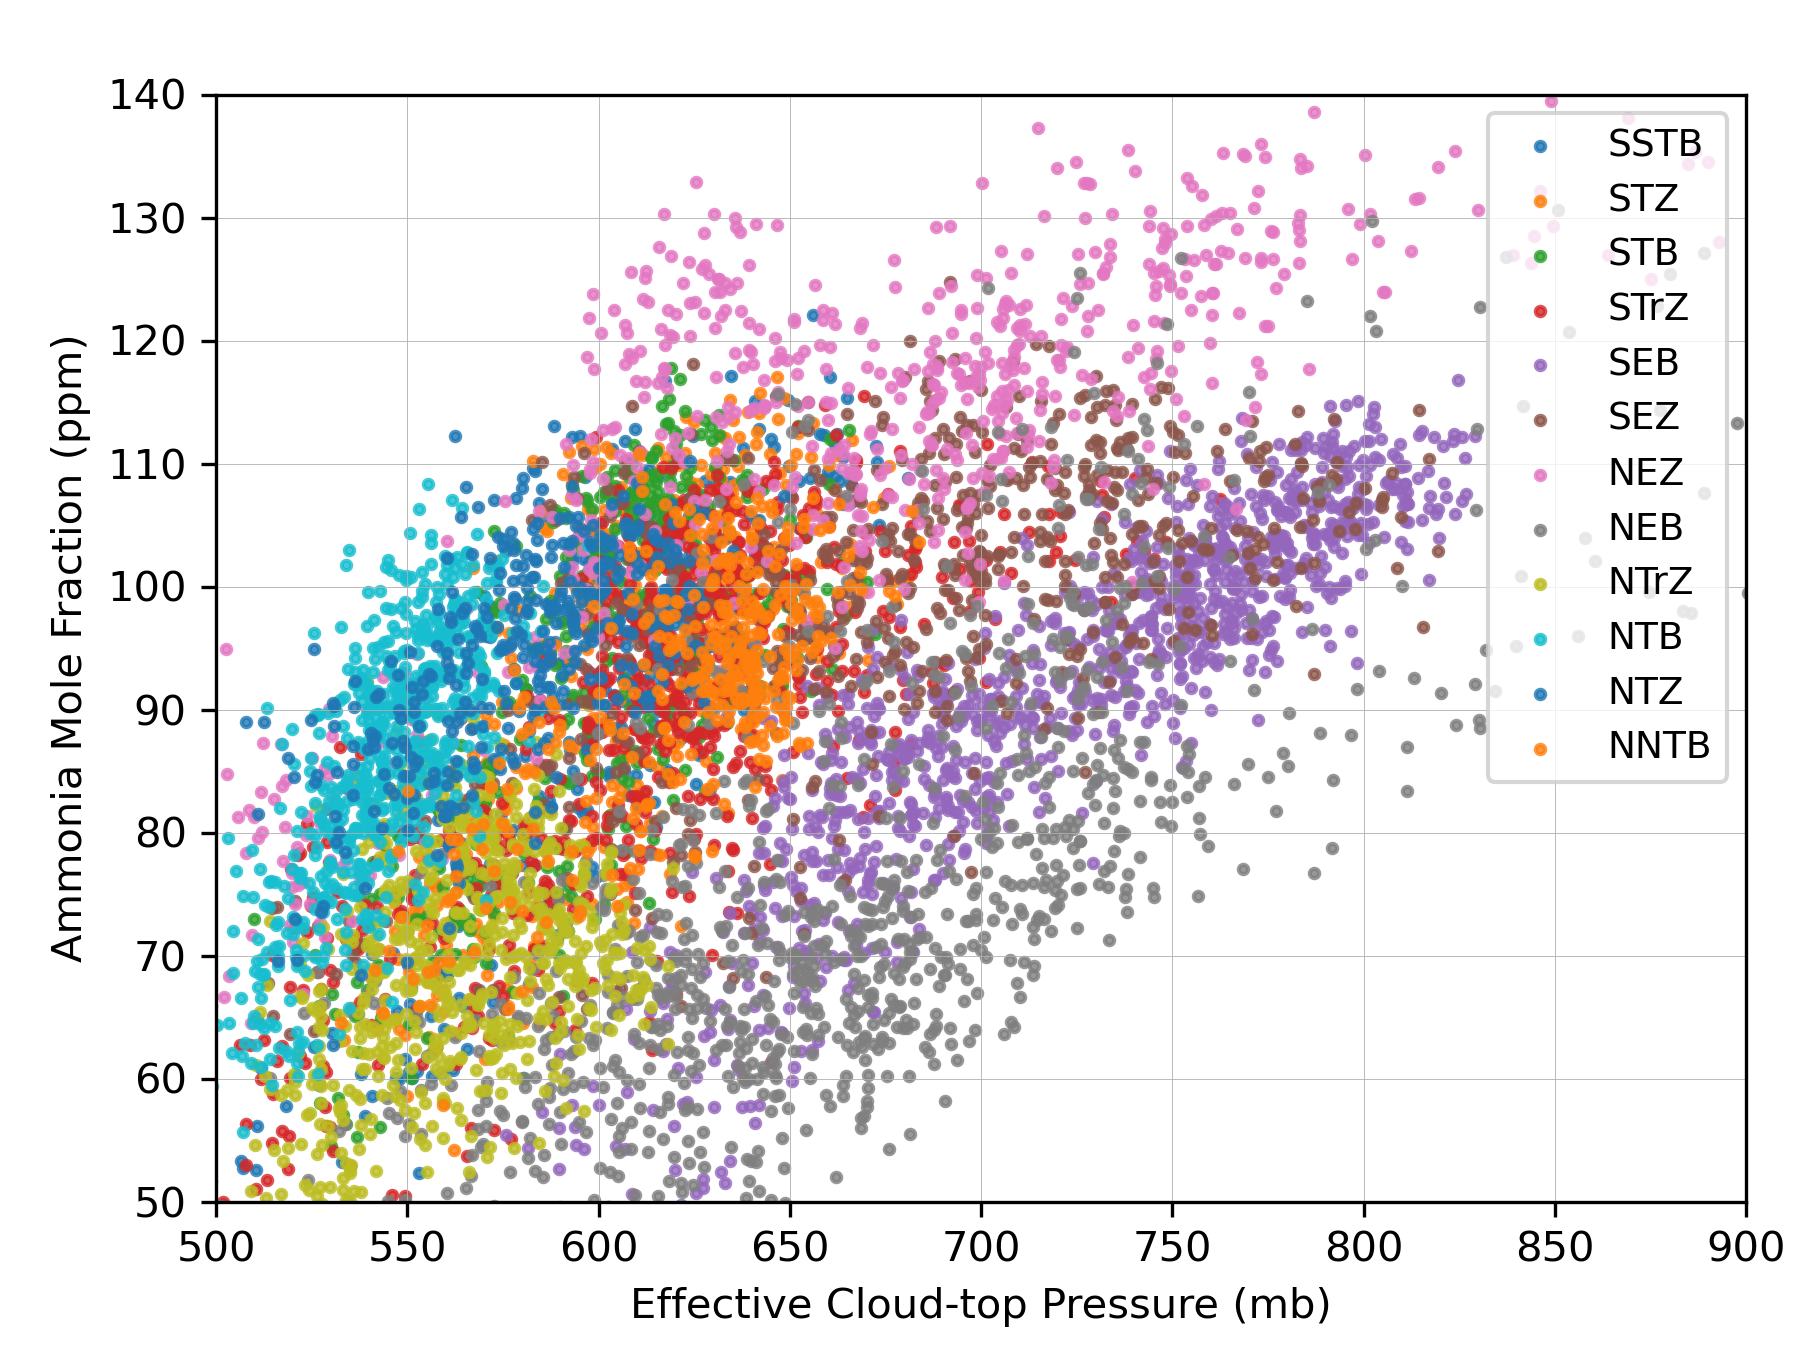 140
130
120
110
100
90
80
70
60
50
Ammonia Mole Fraction (ppm)
SSTB
STZ
STB
STrZ
SEB
SEZ
NEZ
NEB
NTrZ
NTB
NTZ
NNTB
500 550 600 650 700 750 800 850 900
Effective Cloud-top Pressure (mb)